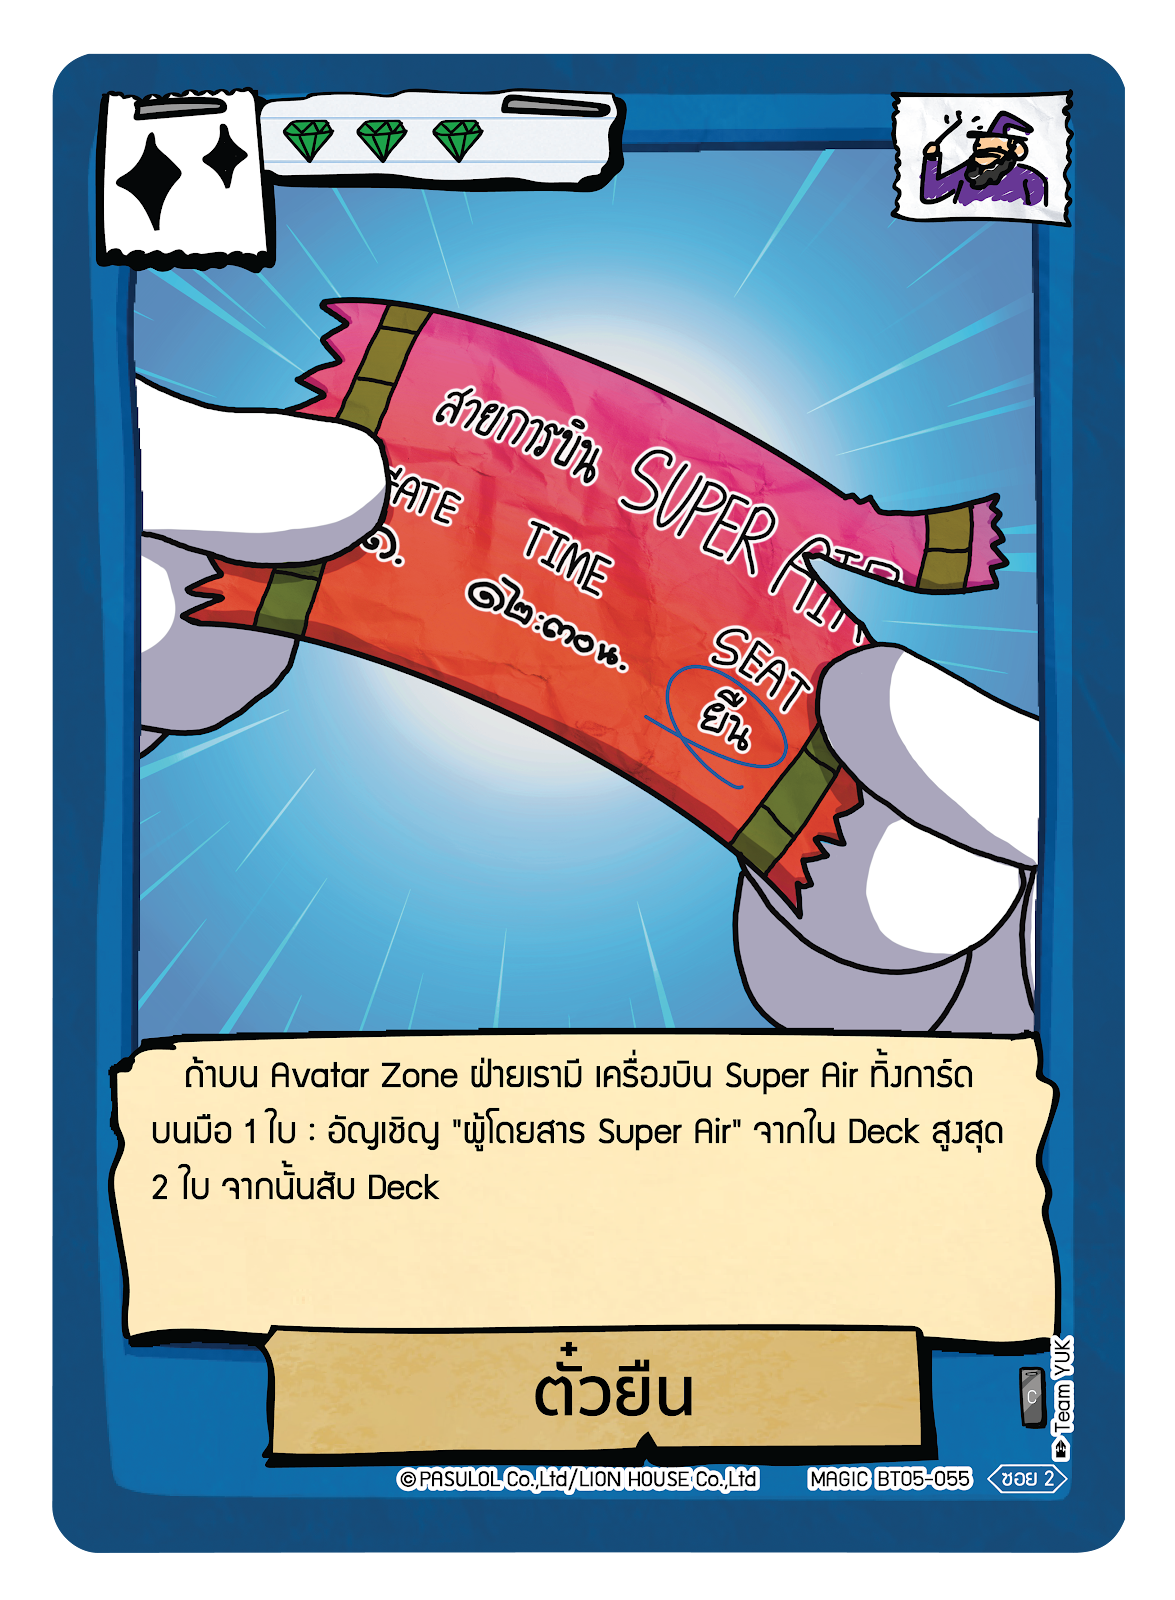 สายการบิน SUPER AIR
GATE
TIME
๑.
๑๒:๓๐น.
SEAT
ยืน
ถ้าบน Avatar Zone ฝ่ายเรามี เครื่องบิน Super Air ทิ้งการ์ด
บนมือ 1 ใบ : อัญเชิญ "ผู้โดยสาร Super Air" จากใน Deck สูงสุด
2 ใบ จากนั้นสับ Deck
ตั๋วยืน
C
Team YUK
©PASULOL Co.,Ltd/LION HOUSE Co.,Ltd
MAGIC BT05-055
ซอย 2